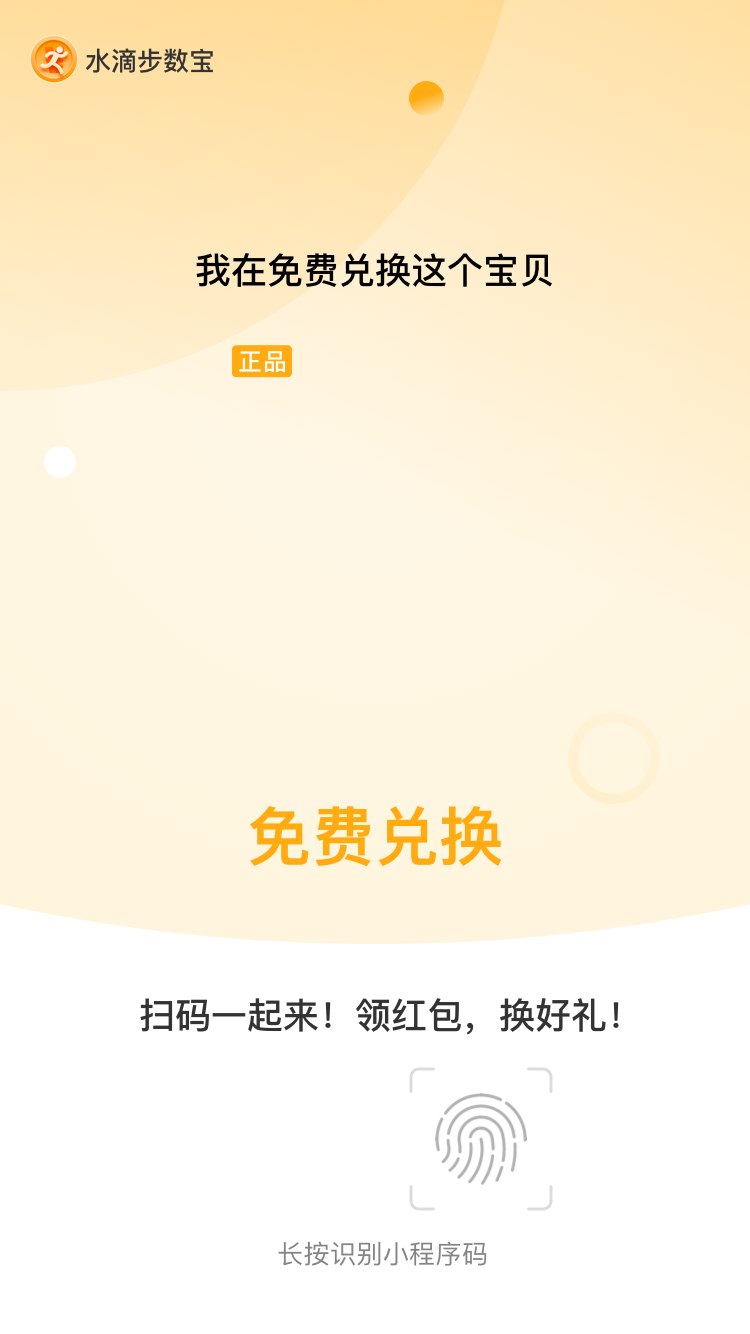 水滴步数宝
我在免费兑换这个宝贝
正品
免费兑换
扫码一起来！领红包，换好礼！
长按识别小程序码